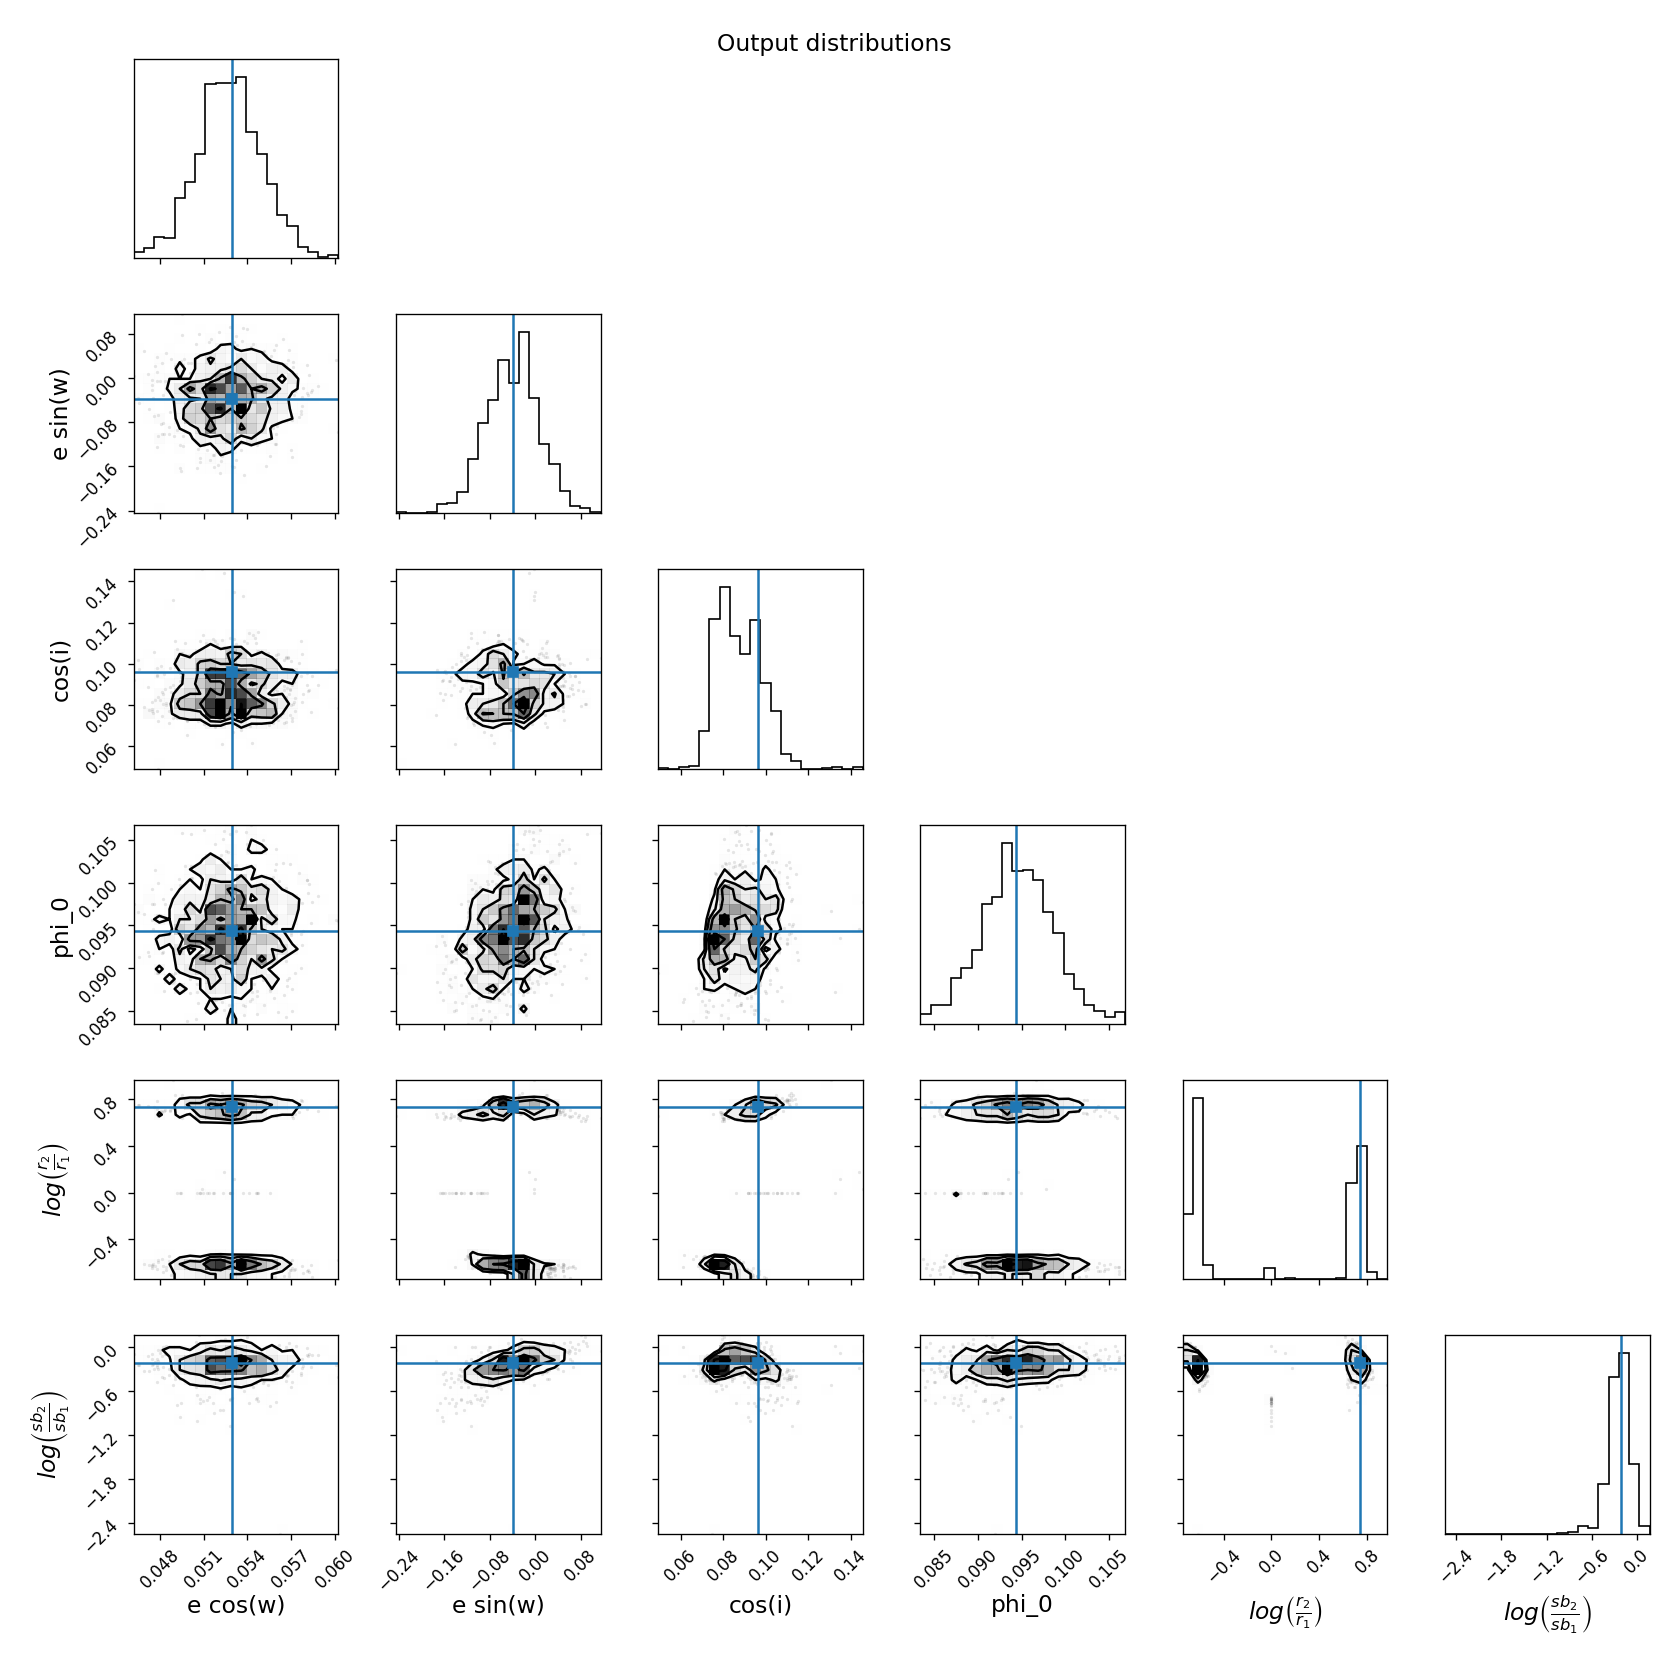 Output distributions
e sin(w)
0.08
0.00
−0.08
−0.16
−0.24
cos(i)
0.14
0.12
0.10
0.08
0.06
phi_0
0.105
0.100
0.095
0.090
0.085
log(r₂/r₁)
0.8
0.4
0.0
−0.4
log(sb₂/sb₁)
0.0
−0.6
−1.2
−1.8
−2.4
0.048 0.051 0.054 0.057 0.060
−0.24 −0.16 −0.08 0.00 0.08
0.06 0.08 0.10 0.12 0.14
0.085 0.090 0.095 0.100 0.105
−0.4 0.0 0.4 0.8
−2.4 −1.8 −1.2 −0.6 0.0
e cos(w)
e sin(w)
cos(i)
phi_0
log(r₂/r₁)
log(sb₂/sb₁)